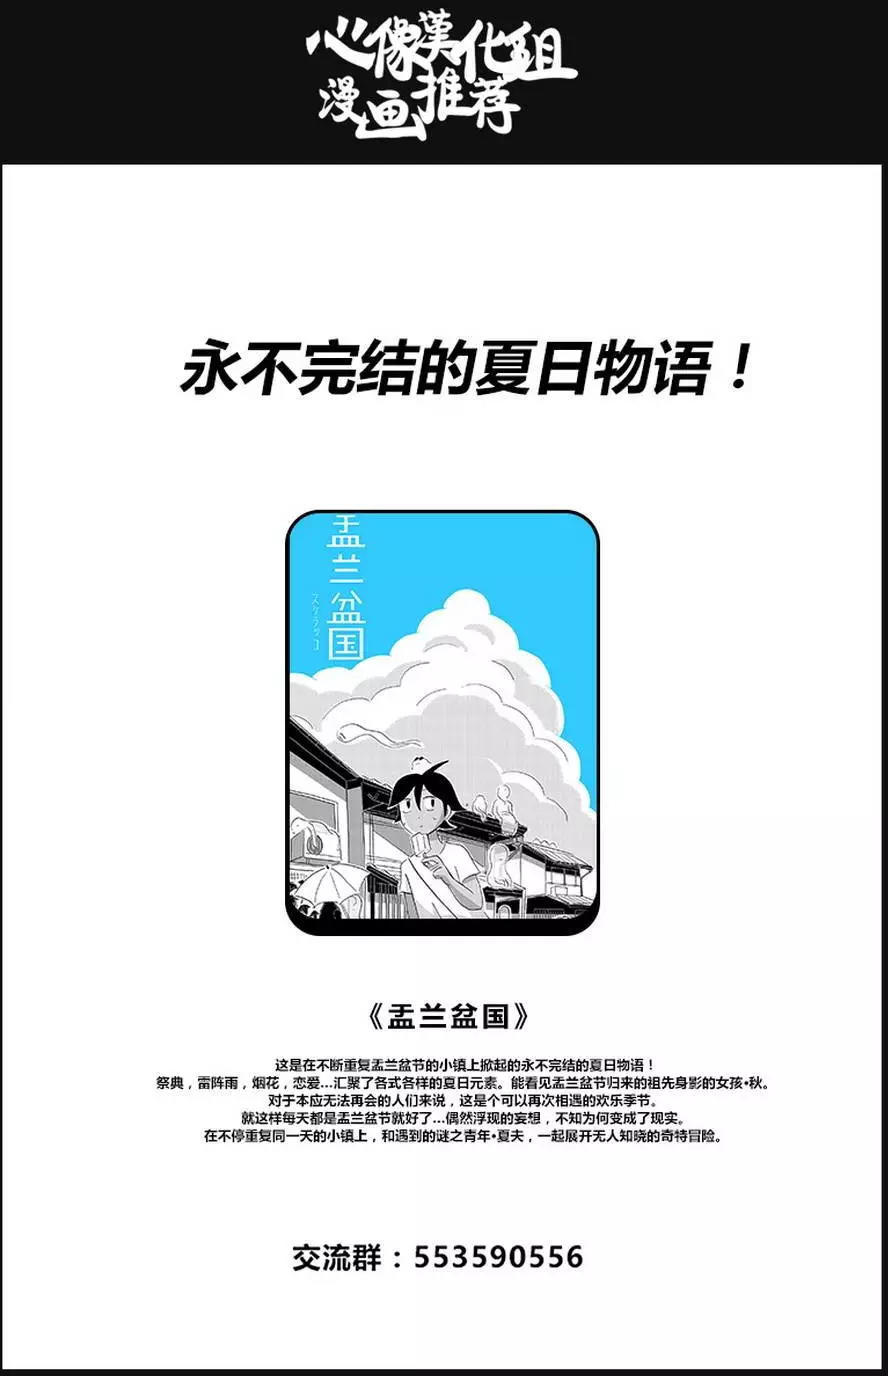 心像漢化组
漫画推荐
永不完结的夏日物语！
盂兰盆国
スケラッコ
《盂兰盆国》
这是在不断重复盂兰盆节的小镇上掀起的永不完结的夏日物语！
祭典，雷阵雨，烟花，恋爱…汇聚了各式各样的夏日元素。能看见盂兰盆节归来的祖先身影的女孩·秋。
对于本应无法再会的人们来说，这是个可以再次相遇的欢乐季节。
就这样每天都是盂兰盆节就好了…偶然浮现的妄想，不知为何变成了现实。
在不停重复同一天的小镇上，和遇到的谜之青年·夏夫，一起展开无人知晓的奇特冒险。
交流群：553590556